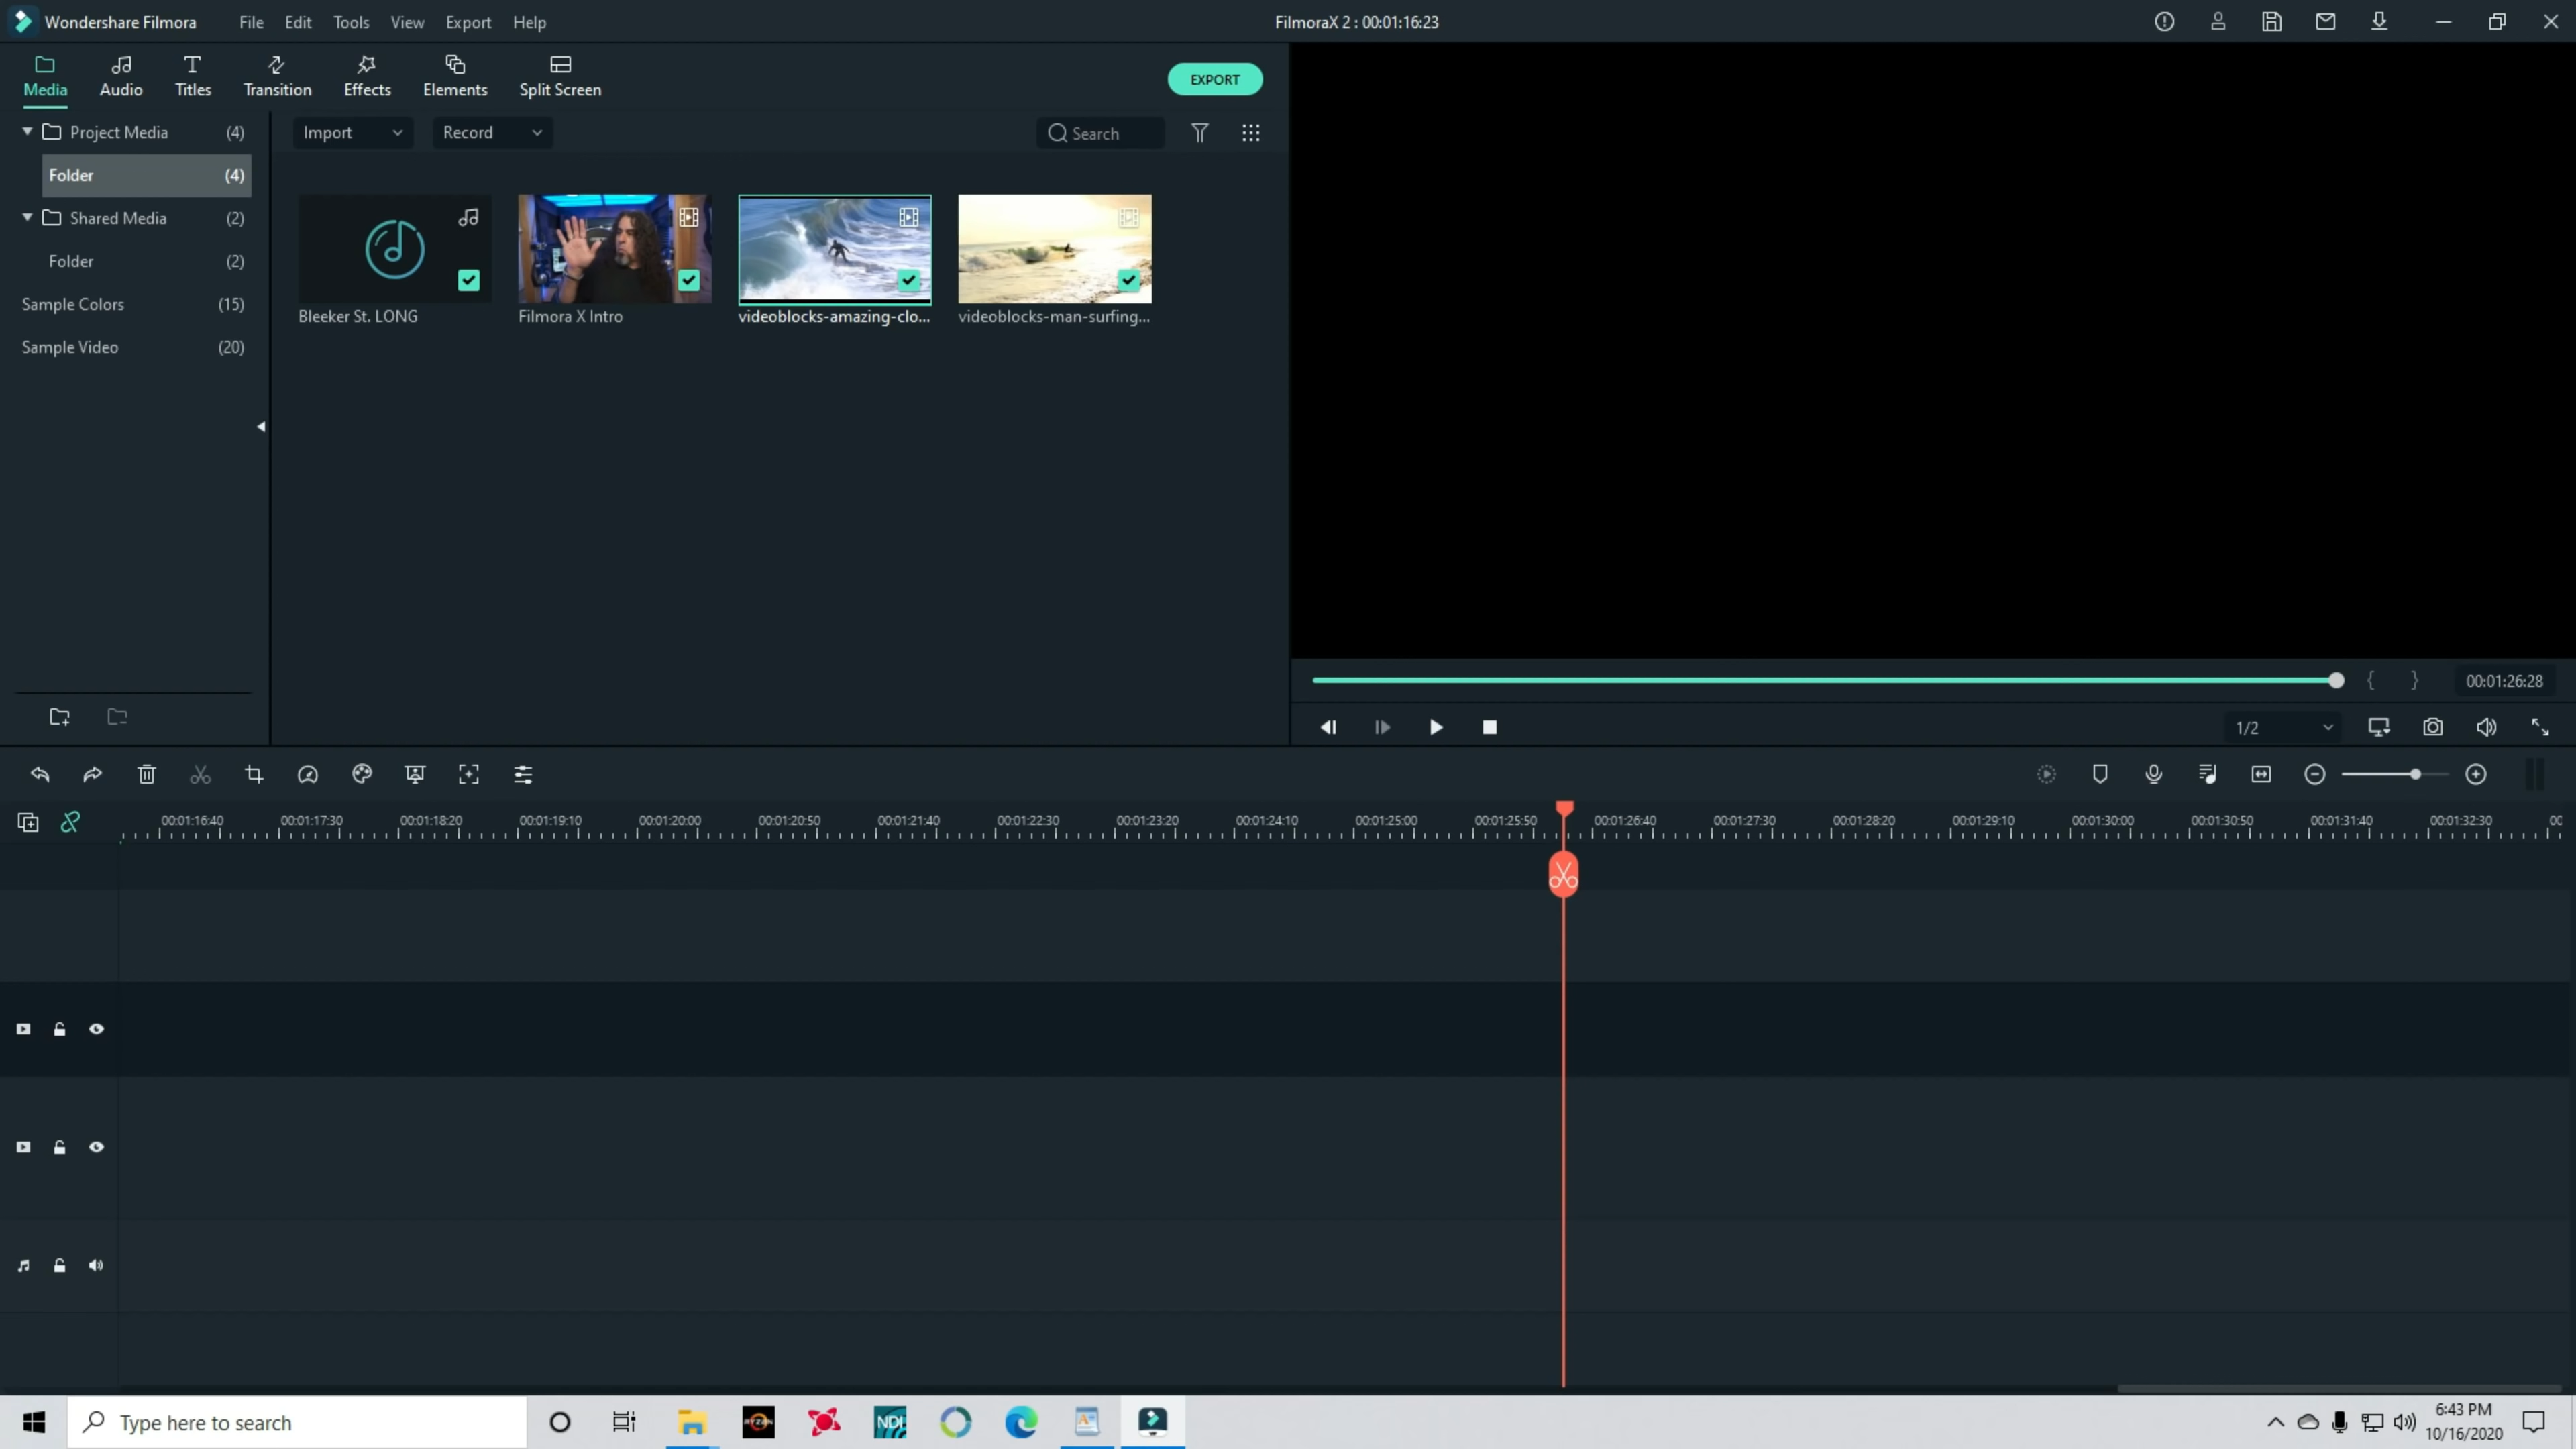 Wondershare Filmora
File Edit Tools View Export Help
FilmoraX 2 : 00:01:16:23
Media Audio Titles Transition Effects Elements Split Screen
EXPORT
Project Media (4)
Folder (4)
Shared Media (2)
Folder (2)
Sample Colors (15)
Sample Video (20)
Import Record Search
Bleeker St. LONG
Filmora X Intro
videoblocks-amazing-clo...
videoblocks-man-surfing...
{ } 00:01:26:28
1/2
00:01:16:40 00:01:17:30 00:01:18:20 00:01:19:10 00:01:20:00 00:01:20:50 00:01:21:40 00:01:22:30 00:01:23:20 00:01:24:10 00:01:25:00 00:01:25:50 00:01:26:40 00:01:27:30 00:01:28:20 00:01:29:10 00:01:30:00 00:01:30:50 00:01:31:40 00:01:32:30 00
Type here to search
RYZEN
NDI
6:43 PM
10/16/2020